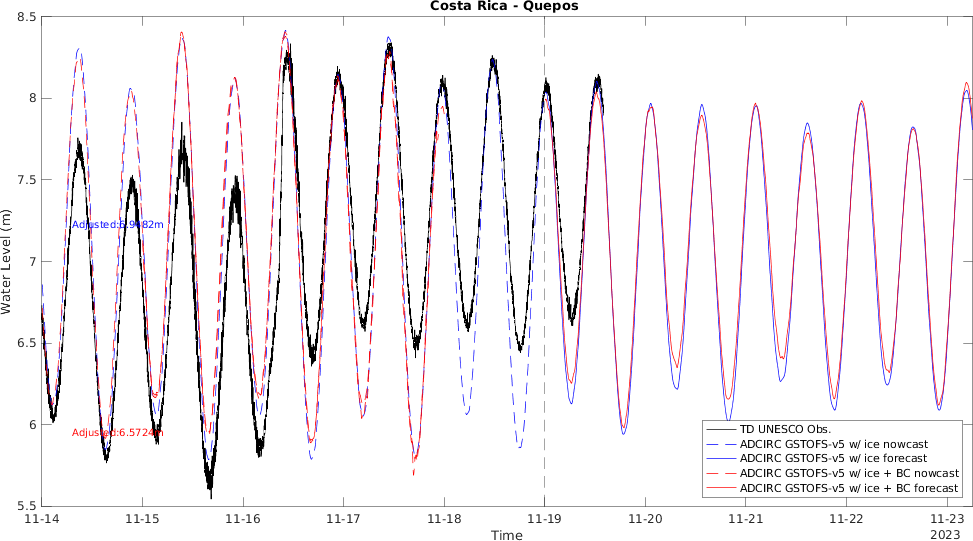 Costa Rica - Quepos
8.5
8
7.5
7
6.5
6
5.5
Water Level (m)
Adjusted:6.5724m
TD UNESCO Obs.
ADCIRC GSTOFS-v5 w/ ice nowcast
ADCIRC GSTOFS-v5 w/ ice forecast
ADCIRC GSTOFS-v5 w/ ice + BC nowcast
ADCIRC GSTOFS-v5 w/ ice + BC forecast
11-14 11-15 11-16 11-17 11-18 11-19 11-20 11-21 11-22 11-23
Time
2023